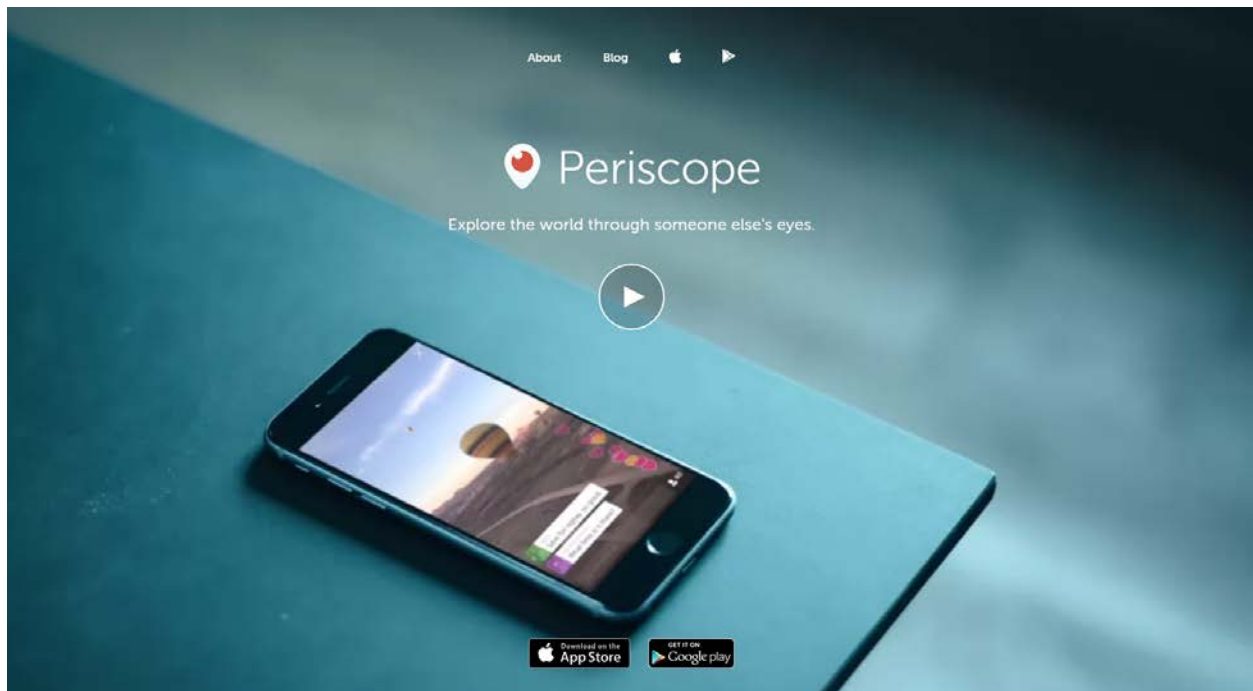 About Blog
Periscope
Explore the world through someone else's eyes.
Download on the
App Store
GET IT ON
Google play